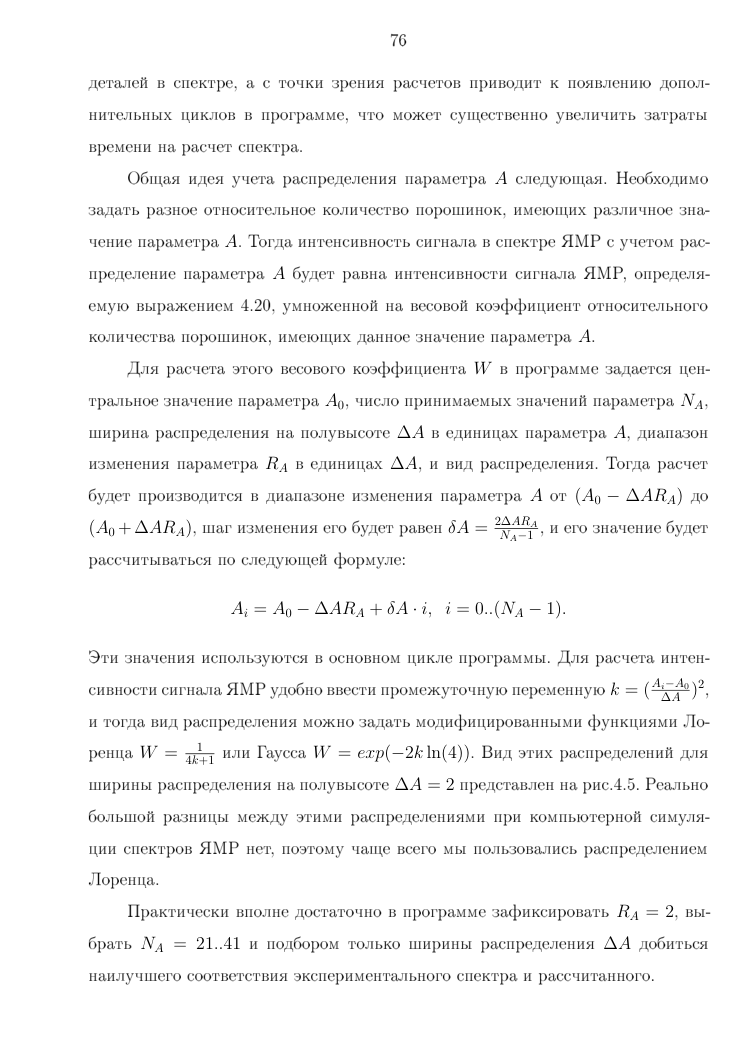 76
деталей в спектре, а с точки зрения расчетов приводит к появлению допол-
нительных циклов в программе, что может существенно увеличить затраты
времени на расчет спектра.
Общая идея учета распределения параметра A следующая. Необходимо
задать разное относительное количество порошинок, имеющих различное зна-
чение параметра A. Тогда интенсивность сигнала в спектре ЯМР с учетом рас-
пределение параметра A будет равна интенсивности сигнала ЯМР, определя-
емую выражением 4.20, умноженной на весовой коэффициент относительного
количества порошинок, имеющих данное значение параметра A.
Для расчета этого весового коэффициента W в программе задается цен-
тральное значение параметра A₀, число принимаемых значений параметра N_A,
ширина распределения на полувысоте ΔA в единицах параметра A, диапазон
изменения параметра R_A в единицах ΔA, и вид распределения. Тогда расчет
будет производится в диапазоне изменения параметра A от (A₀ − ΔAR_A) до
(A₀ + ΔAR_A), шаг изменения его будет равен δA = \frac{2ΔAR_A}{N_A−1}, и его значение будет
рассчитываться по следующей формуле:
A_i = A₀ − ΔAR_A + δA · i, i = 0..(N_A − 1).
Эти значения используются в основном цикле программы. Для расчета интен-
сивности сигнала ЯМР удобно ввести промежуточную переменную k = (\frac{A_i−A₀}{ΔA})²,
и тогда вид распределения можно задать модифицированными функциями Ло-
ренца W = \frac{1}{4k+1} или Гаусса W = exp(−2k ln(4)). Вид этих распределений для
ширины распределения на полувысоте ΔA = 2 представлен на рис.4.5. Реально
большой разницы между этими распределениями при компьютерной симуля-
ции спектров ЯМР нет, поэтому чаще всего мы пользовались распределением
Лоренца.
Практически вполне достаточно в программе зафиксировать R_A = 2, вы-
брать N_A = 21..41 и подбором только ширины распределения ΔA добиться
наилучшего соответствия экспериментального спектра и рассчитанного.